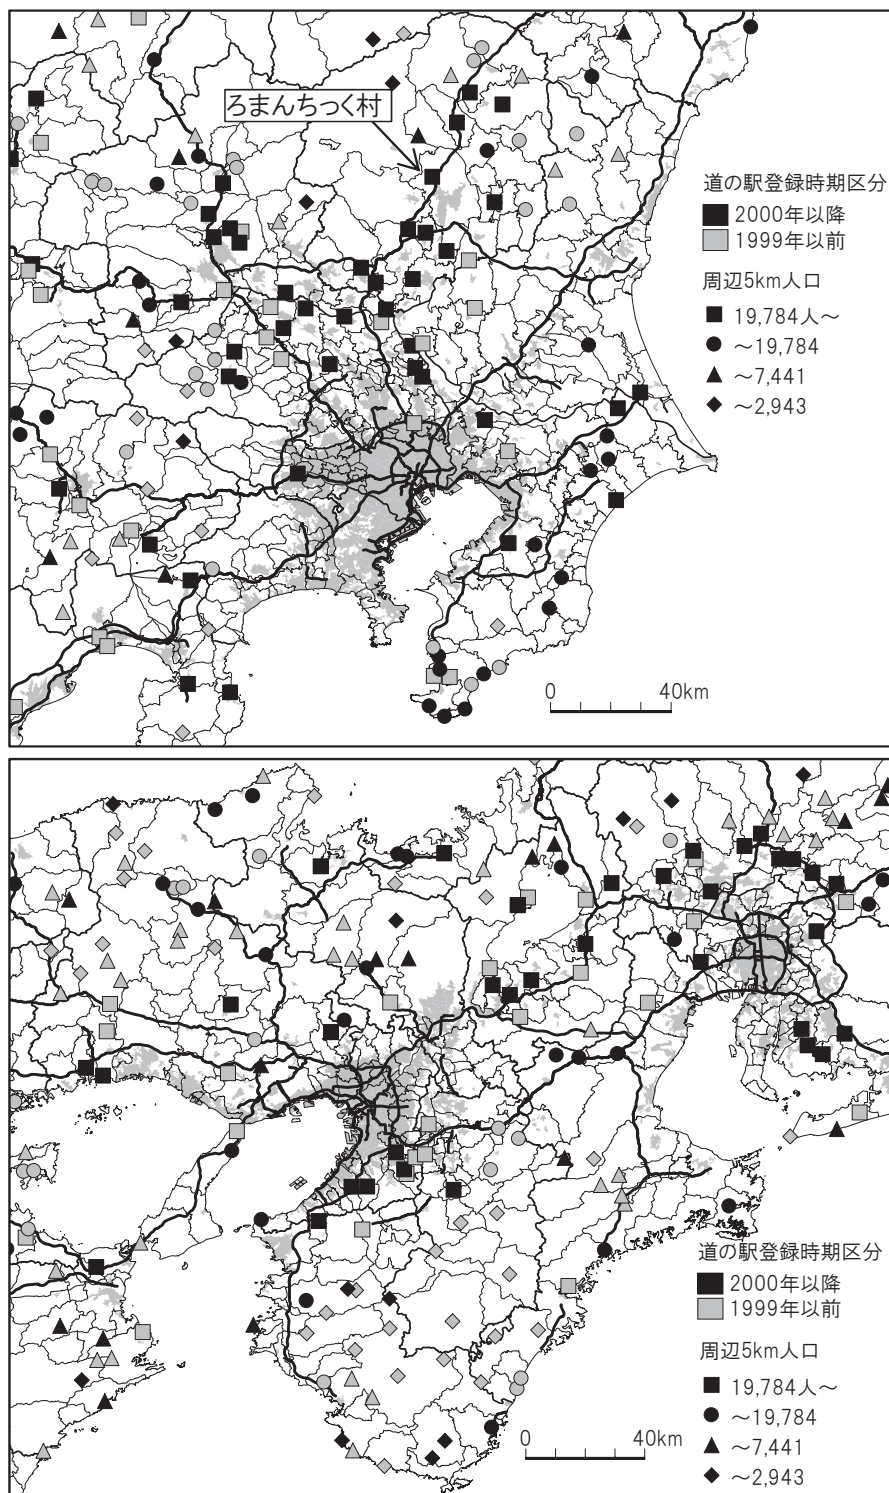 ろまんちっく村
道の駅登録時期区分
2000年以降
1999年以前
周辺5km人口
19,784人～
～19,784
～7,441
～2,943
0 40km
道の駅登録時期区分
2000年以降
1999年以前
周辺5km人口
19,784人～
～19,784
～7,441
～2,943
0 40km